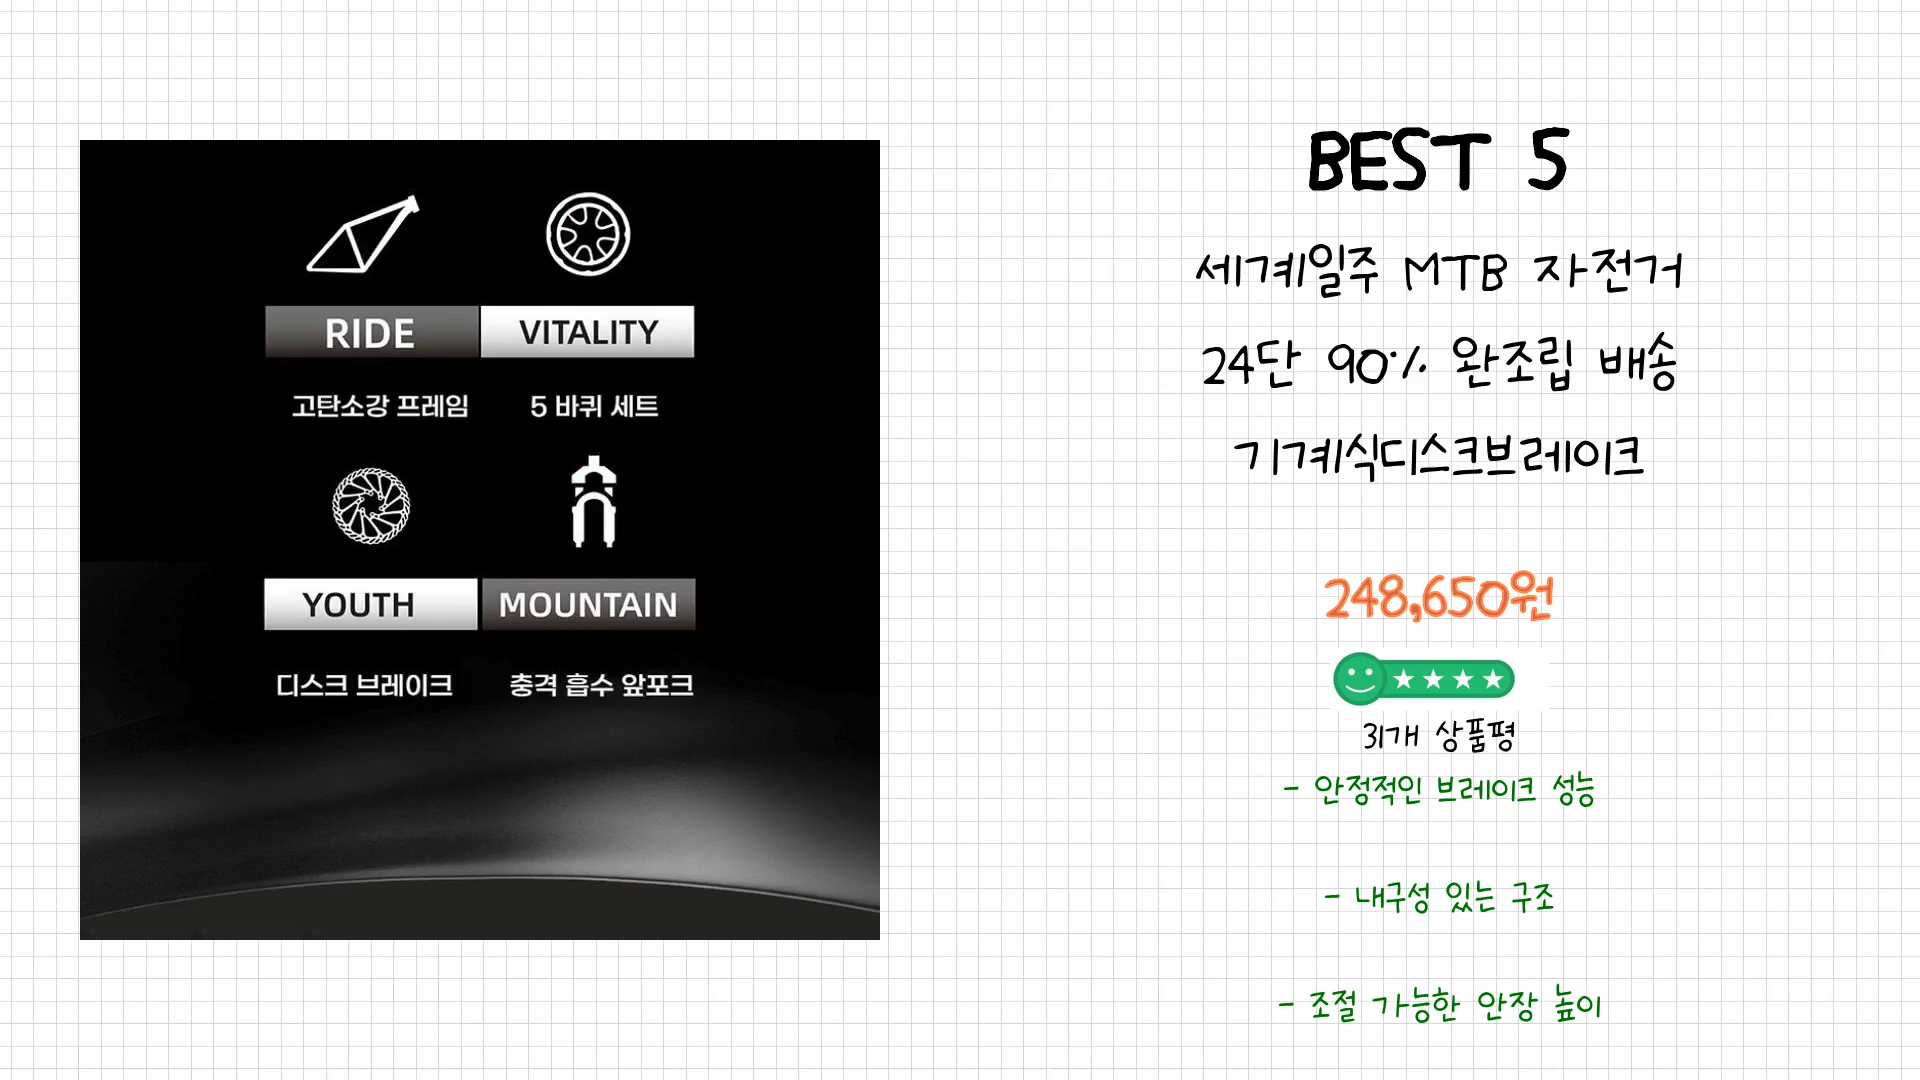 RIDE VITALITY
고탄소강 프레임 5 바퀴 세트
YOUTH MOUNTAIN
디스크 브레이크 충격 흡수 앞포크
BEST 5
세계일주 MTB 자전거
24단 90% 완조립 배송
기계식디스크브레이크
248,650원
31개 상품평
- 안정적인 브레이크 성능
- 내구성 있는 구조
- 조절 가능한 안장 높이